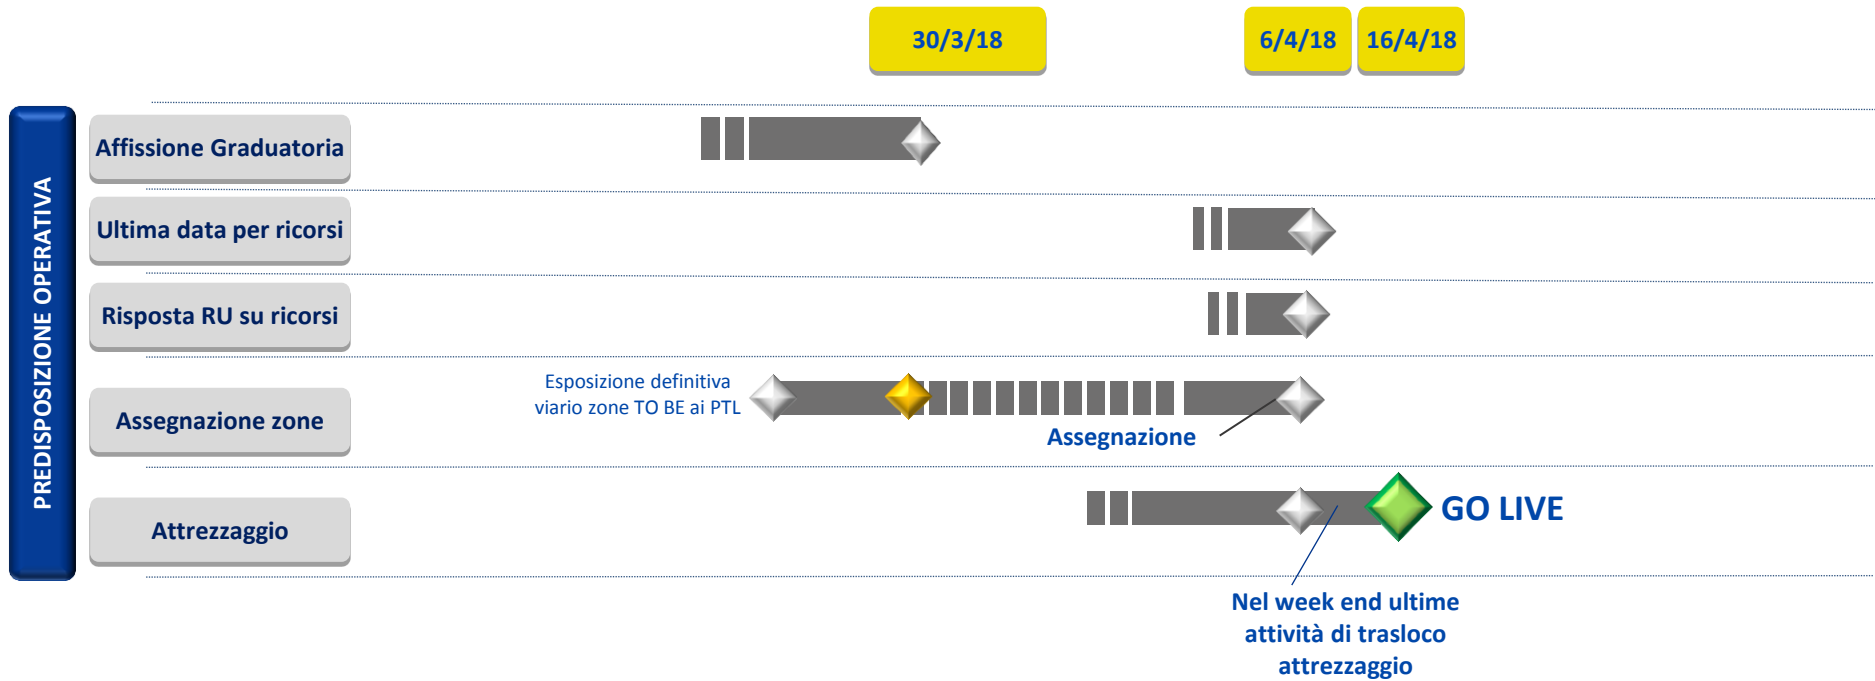 30/3/18
6/4/18
16/4/18
PREDISPOSIZIONE OPERATIVA
Affissione Graduatoria
Ultima data per ricorsi
Risposta RU su ricorsi
Assegnazione zone
Esposizione definitiva
viario zone TO BE ai PTL
Assegnazione
Attrezzaggio
GO LIVE
Nel week end ultime
attività di trasloco
attrezzaggio